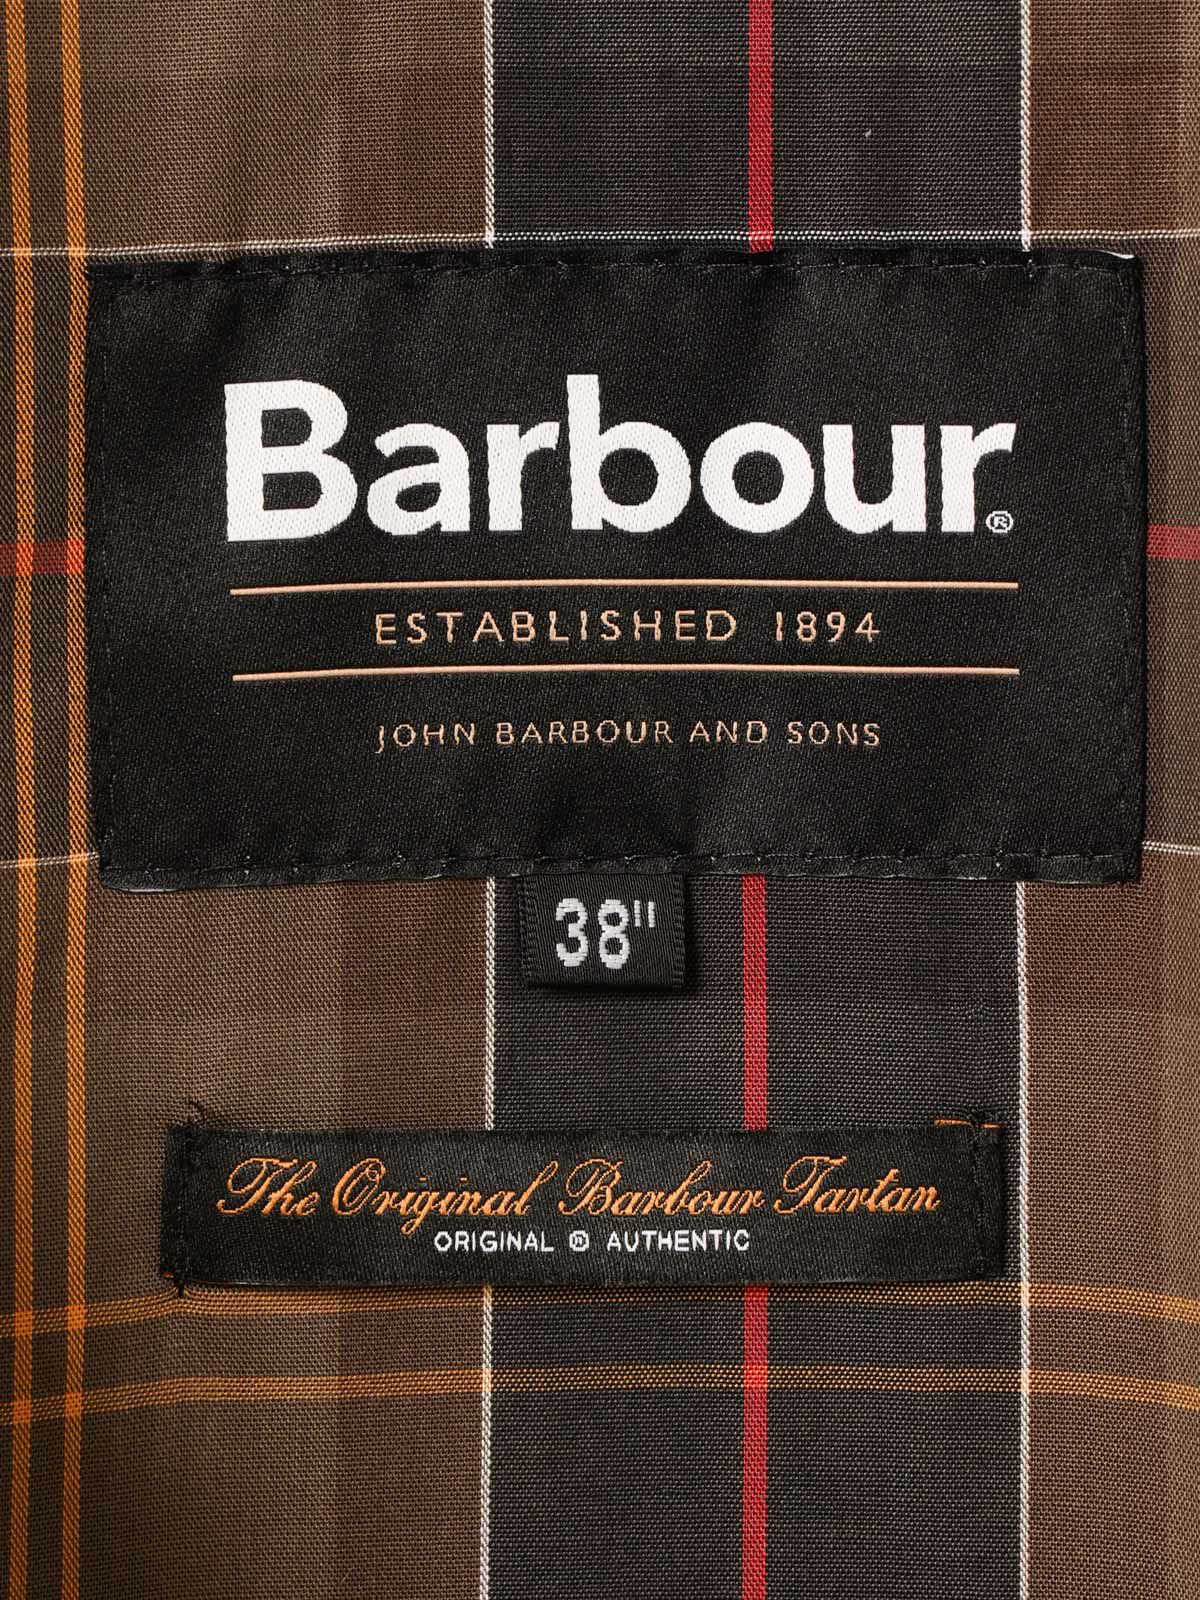 Barbour®
ESTABLISHED 1894
JOHN BARBOUR AND SONS
38"
The Original Barbour Tartan
ORIGINAL ® AUTHENTIC